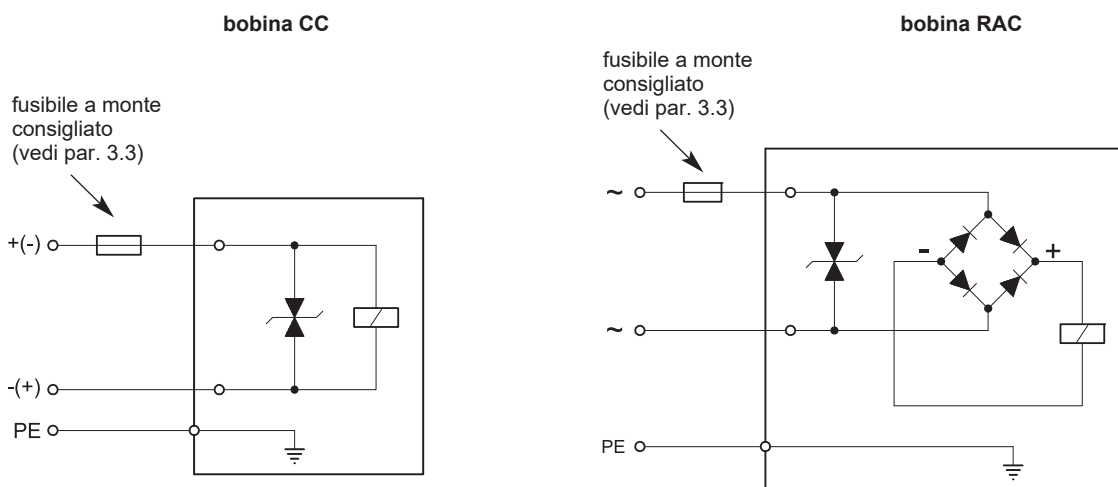 bobina CC
fusibile a monte
consigliato
(vedi par. 3.3)
+(-)
-(+)
PE
bobina RAC
fusibile a monte
consigliato
(vedi par. 3.3)
~
- +
~
PE